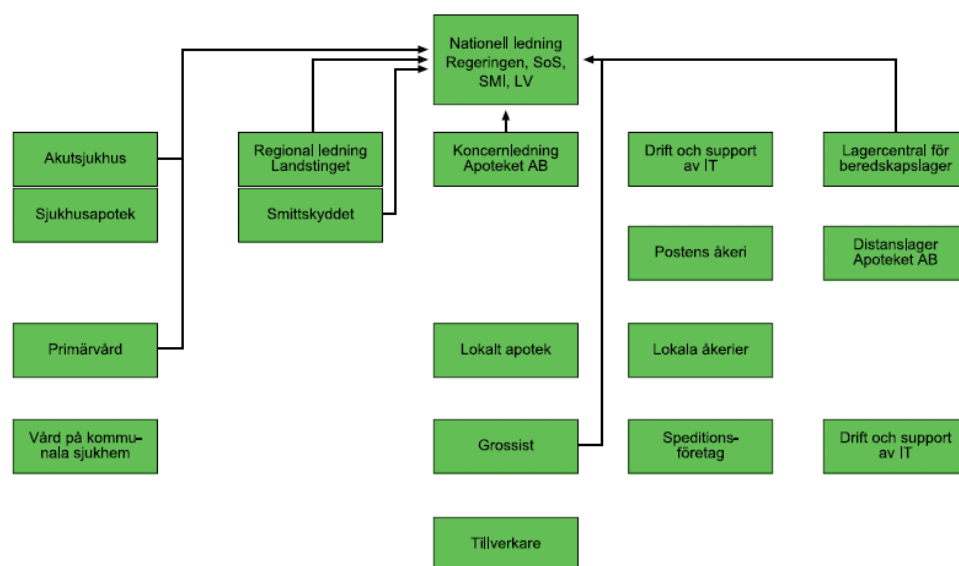 Nationell ledning
Regeringen, SoS,
SMI, LV
Akutsjukhus
Regional ledning
Landstinget
Koncernledning
Apoteket AB
Drift och support
av IT
Lagercentral för
beredskapslager
Sjukhusapotek
Smittskyddet
Postens åkeri
Distanslager
Apoteket AB
Primärvård
Lokalt apotek
Lokala åkerier
Vård på kommu-
nala sjukhem
Grossist
Speditions-
företag
Drift och support
av IT
Tillverkare